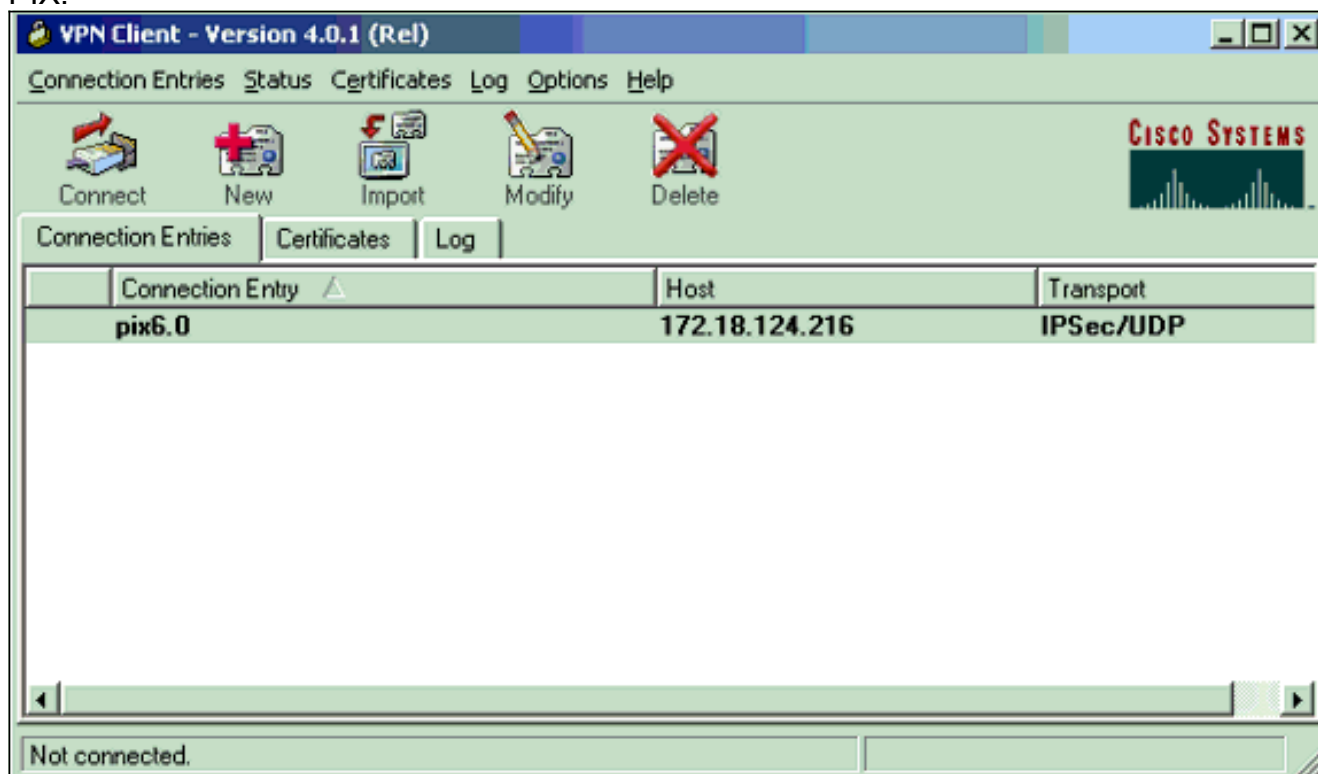 PIX.
VPN Client - Version 4.0.1 (Rel)
Connection Entries Status Certificates Log Options Help
Connect New Import Modify Delete
CISCO SYSTEMS
Connection Entries Certificates Log
Connection Entry Host Transport
pix6.0 172.18.124.216 IPSec/UDP
Not connected.